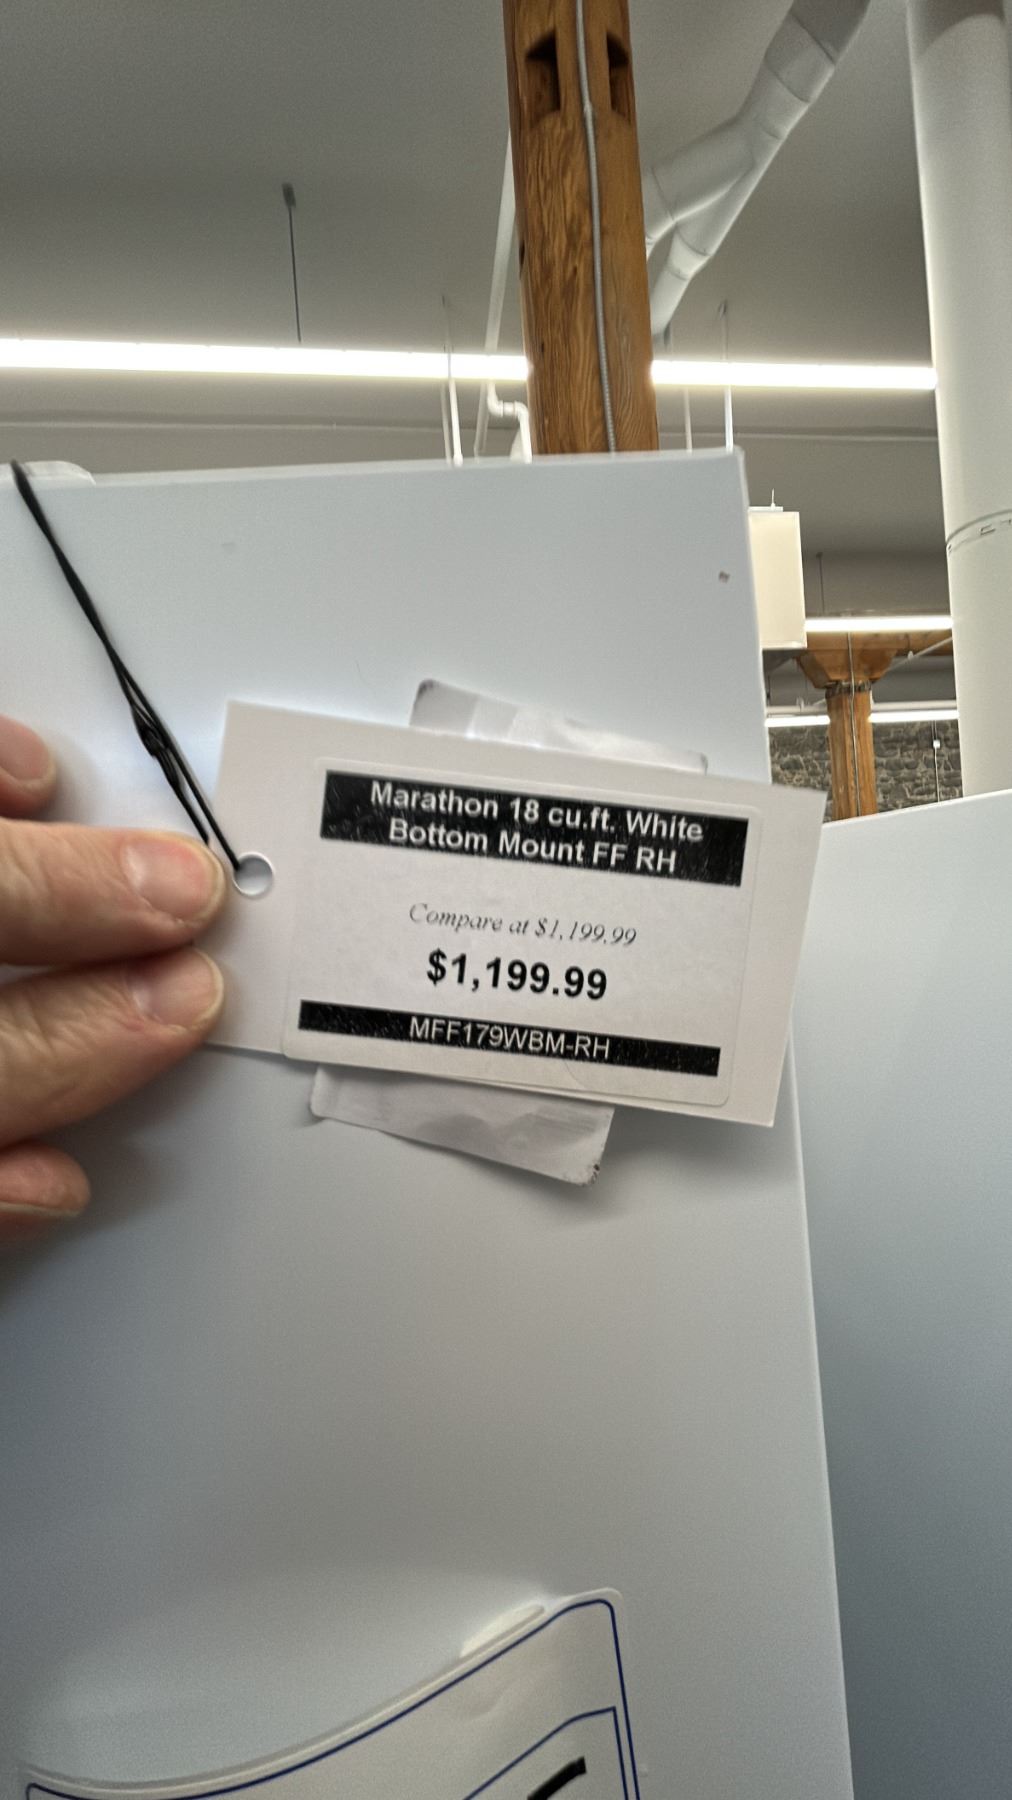 Marathon 18 cu.ft. White
Bottom Mount FF RH
Compare at $1,199.99
$1,199.99
MFF179WBM-RH